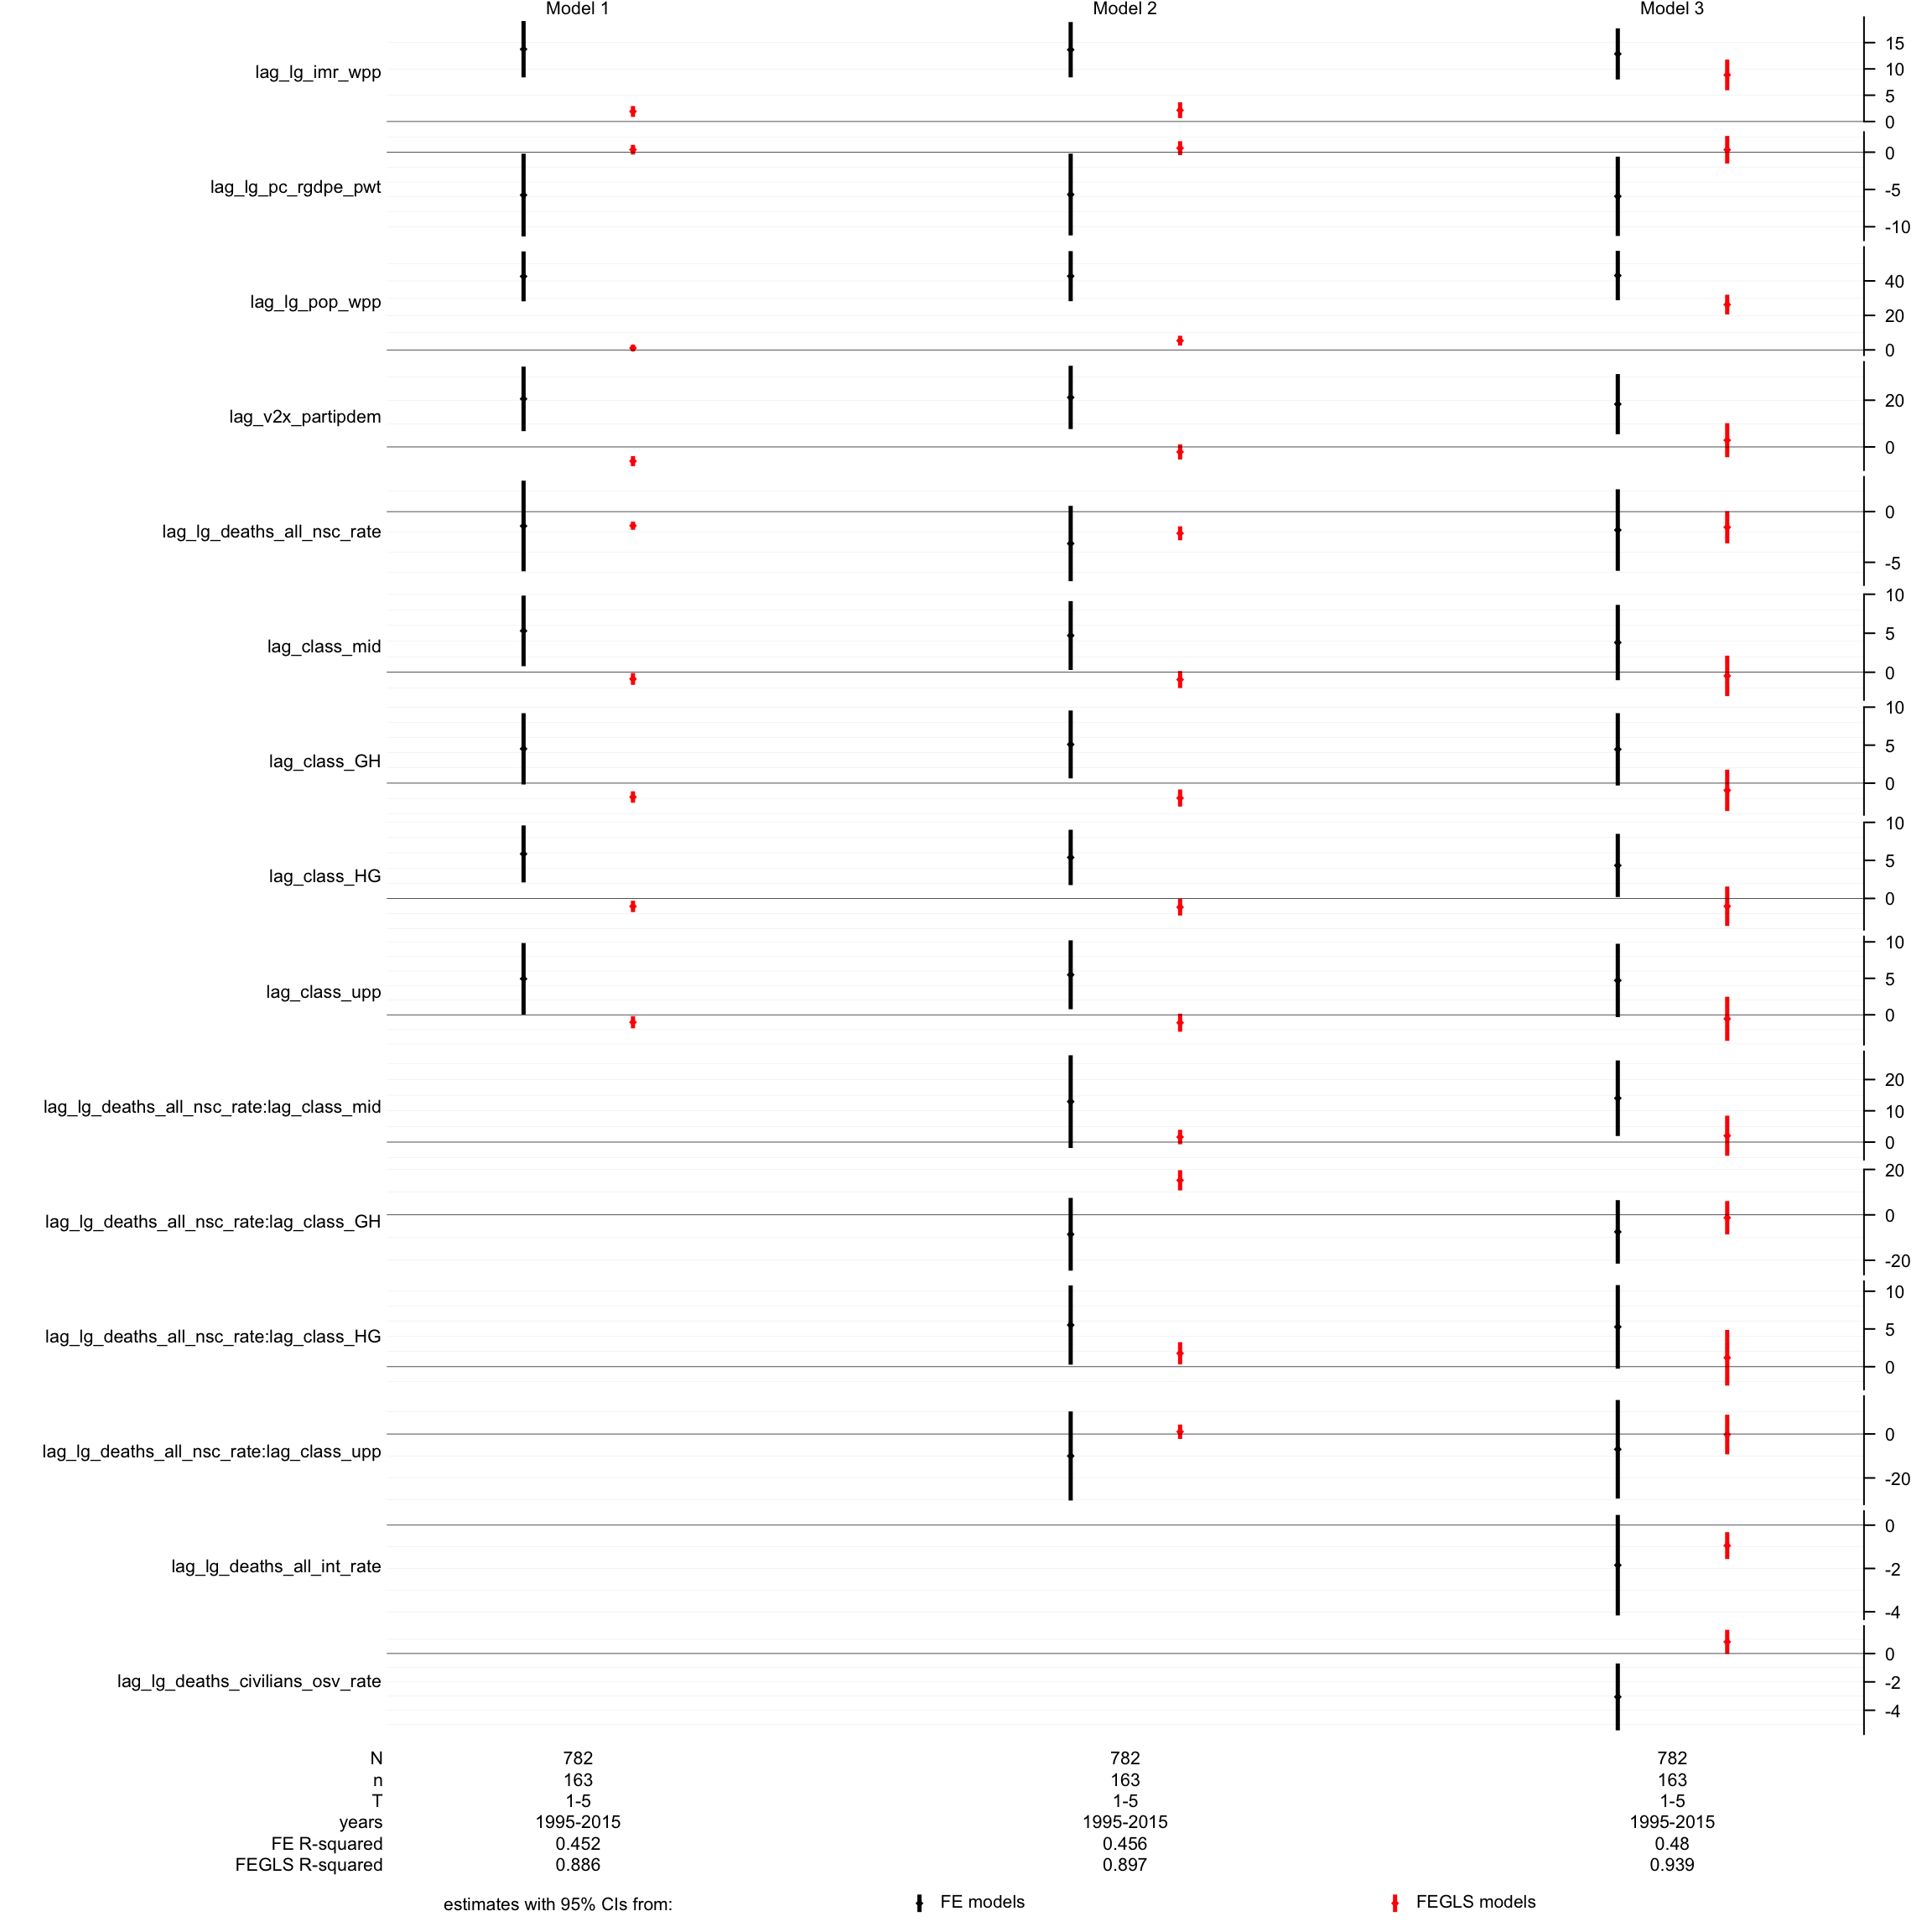 Model 1 Model 2 Model 3
lag_lg_imr_wpp
15
10
5
0
lag_lg_pc_rgdpe_pwt
0
-5
-10
lag_lg_pop_wpp
40
20
0
lag_v2x_partipdem
20
0
lag_lg_deaths_all_nsc_rate
0
-5
lag_class_mid
10
5
0
lag_class_GH
10
5
0
lag_class_HG
10
5
0
lag_class_upp
10
5
0
lag_lg_deaths_all_nsc_rate:lag_class_mid
20
10
0
lag_lg_deaths_all_nsc_rate:lag_class_GH
20
0
-20
lag_lg_deaths_all_nsc_rate:lag_class_HG
10
5
0
lag_lg_deaths_all_nsc_rate:lag_class_upp
0
-20
lag_lg_deaths_all_int_rate
0
-2
-4
lag_lg_deaths_civilians_osv_rate
0
-2
-4
N 782 782 782
n 163 163 163
T 1-5 1-5 1-5
years 1995-2015 1995-2015 1995-2015
FE R-squared 0.452 0.456 0.48
FEGLS R-squared 0.886 0.897 0.939
estimates with 95% CIs from: FE models FEGLS models